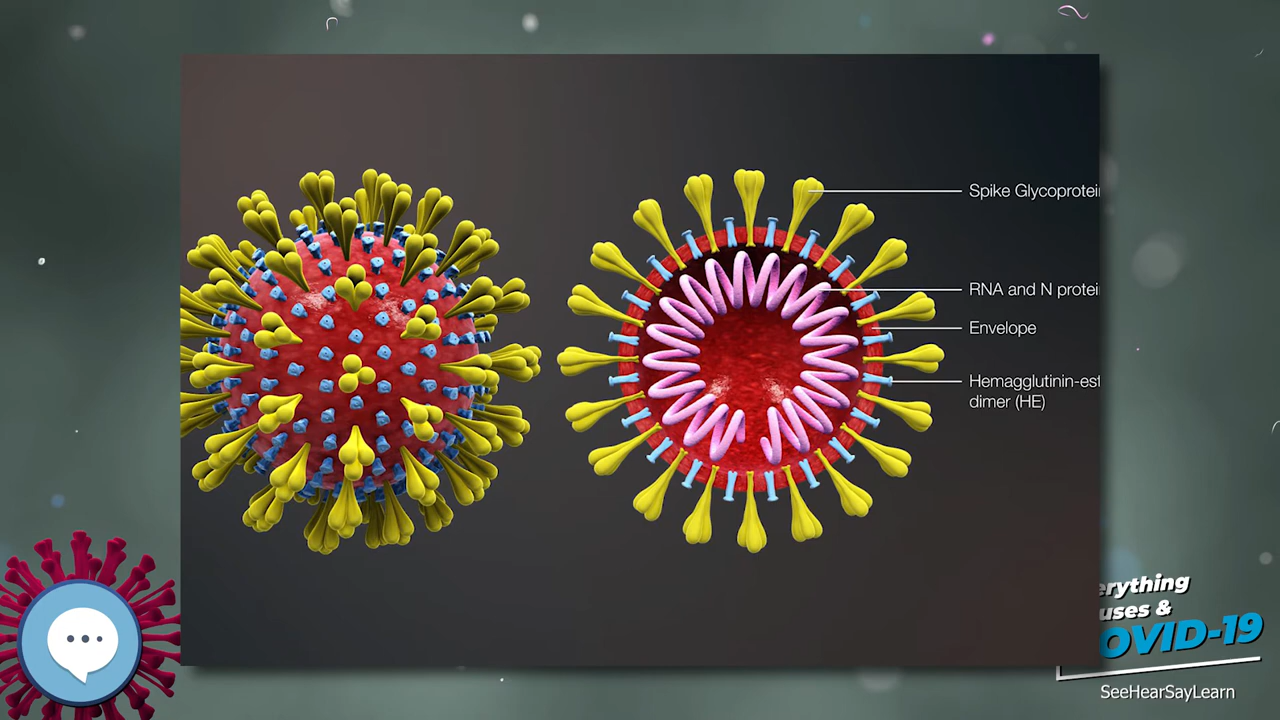 Spike Glycoprotei
RNA and N protei
Envelope
Hemagglutinin-est
dimer (HE)
erything
uses &
OVID-19
SeeHearSayLearn